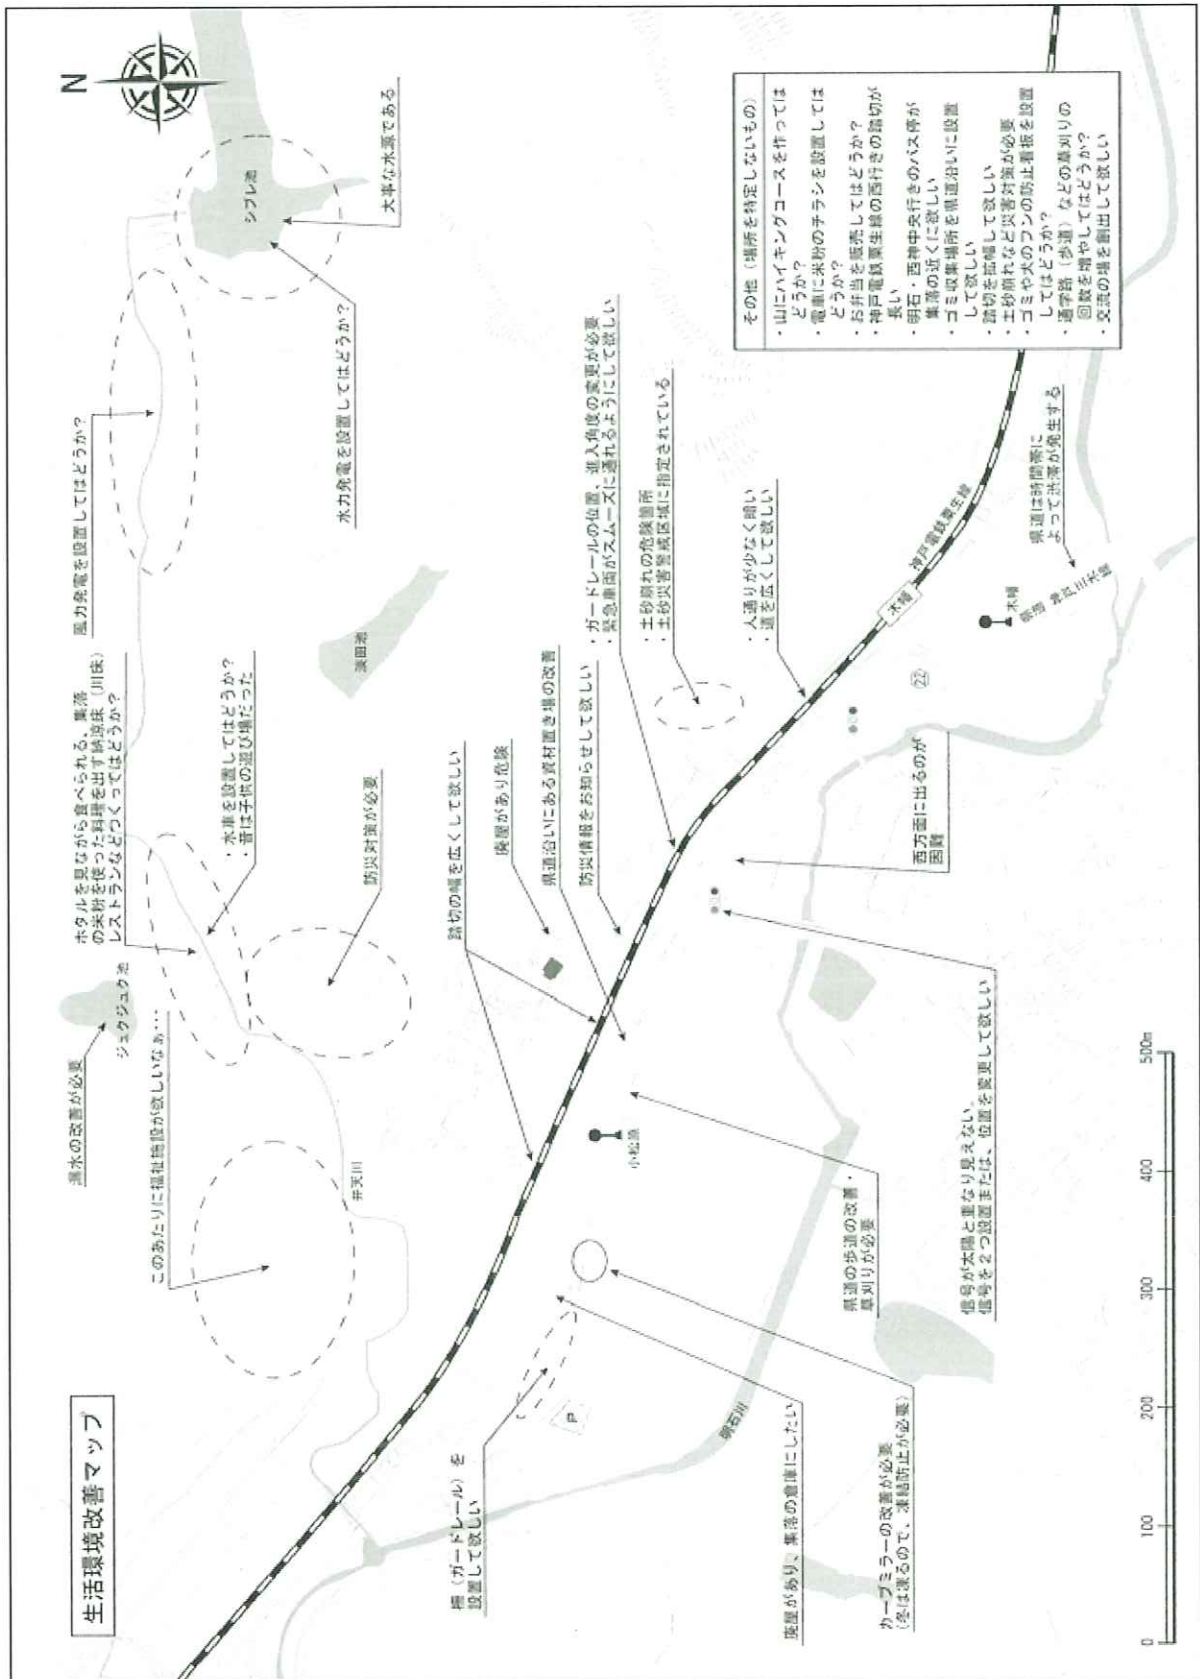 生活環境改善マップ
N
漏水の改善が必要
ジュクジュク池
このあたりに福祉施設が欲しいなぁ…
ホタルを見ながら食べられる、集落
の米粉を使った料理を出す納涼床（川床）
レストランなどつくってはどうか？
・水車を設置してはどうか？
・昔は子供の遊び場だった
風力発電を設置してはどうか？
シブレ池
大事な水源である
水力発電を設置してはどうか？
防災対策が必要
弁天川
踏切の幅を広くして欲しい
廃屋があり危険
県道沿いにある資材置き場の改善
防災情報をお知らせして欲しい
・ガードレールの位置、進入角度の変更が必要
・緊急車両がスムーズに通れるようにして欲しい
・土砂崩れの危険箇所
・土砂災害警戒区域に指定されている
・人通りが少なく暗い
・道を広くして欲しい
神戸電鉄粟生線
木幡
木幡
県道 神戸三木線
県道は時間帯に
よって渋滞が発生する
22
西方面に出るのが
困難
小松原
柵（ガードレール）を
設置して欲しい
P
明石川
県道の歩道の改善・
草刈りが必要
信号が太陽と重なり見えない。
信号を２つ設置または、位置を変更して欲しい
廃屋があり、集落の倉庫にしたい
カーブミラーの改善が必要
（冬は凍るので、凍結防止が必要）
その他（場所を特定しないもの）
・山にハイキングコースを作っては
どうか？
・電車に米粉のチラシを設置しては
どうか？
・お弁当を販売してはどうか？
・神戸電鉄粟生線の西行きの踏切が
長い
・明石・西神中央行きのバス停が
集落の近くに欲しい
・ゴミ収集場所を県道沿いに設置
して欲しい
・踏切を拡幅して欲しい
・土砂崩れなど災害対策が必要
・ゴミや犬のフンの防止看板を設置
してはどうか？
・通学路（歩道）などの草刈りの
回数を増やしてはどうか？
・交流の場を創出して欲しい
0 100 200 300 400 500m